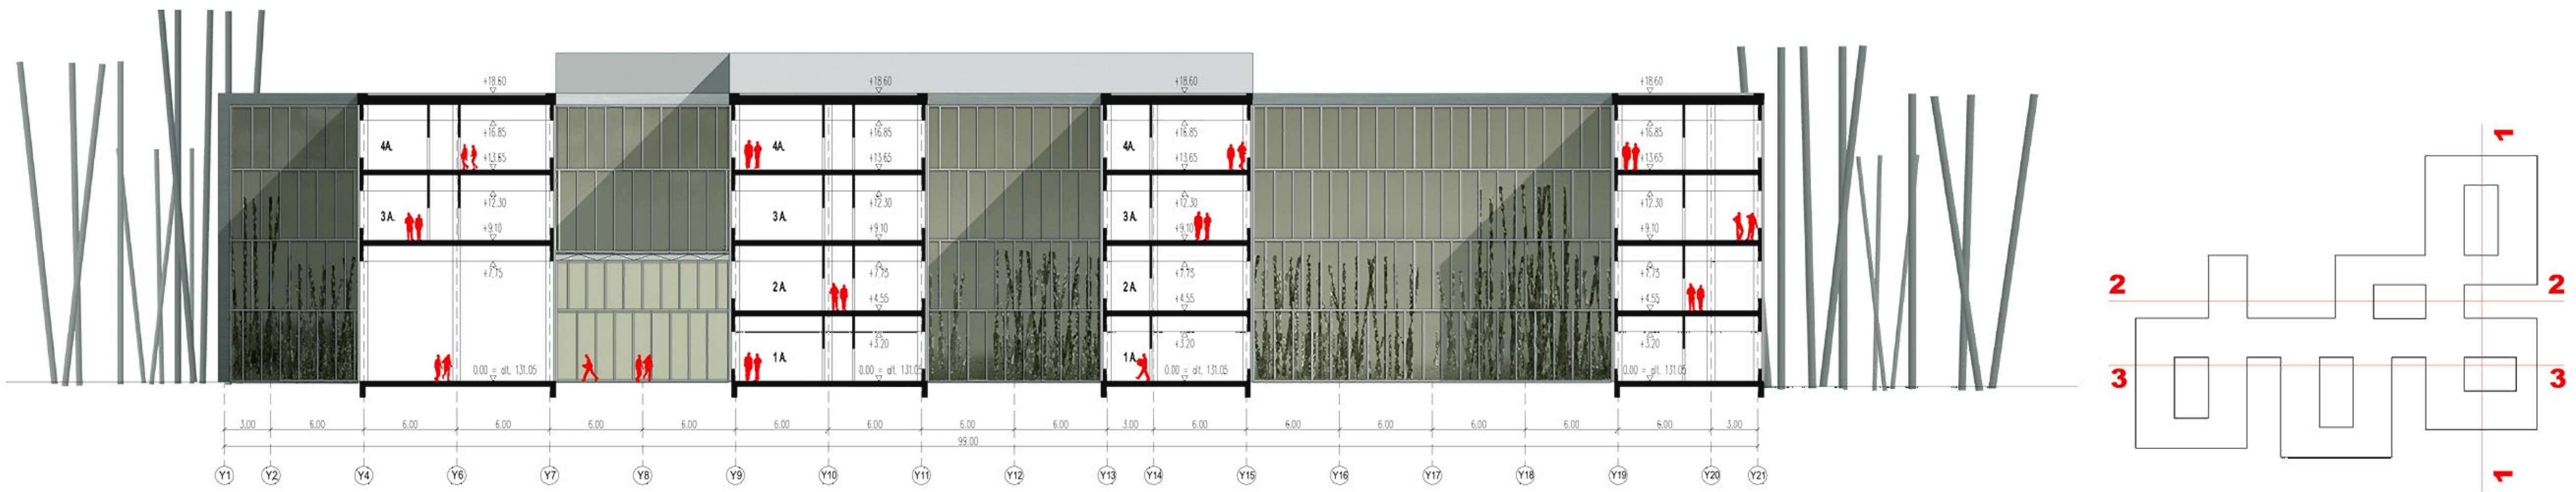 +18.60 +18.60 +18.60 +18.60
+16.85 +16.85 +16.85 +16.85
4A. 4A. 4A.
+13.65 +13.65 +13.65 +13.65
+12.30 +12.30 +12.30 +12.30
3A. 3A. 3A.
+9.10 +9.10 +9.10 +9.10
+7.75 +7.75 +7.75 +7.75
2A. 2A.
+4.55 +4.55 +4.55
+3.20 +3.20 +3.20
1A. 1A.
0.00 = alt. 131.05 0.00 = alt. 131.05 0.00 = alt. 131.05 0.00 = alt. 131.05
3.00 6.00 6.00 6.00 6.00 6.00 6.00 6.00 6.00 6.00 3.00 6.00 6.00 6.00 6.00 6.00 6.00 3.00
99.00
Y1 Y2 Y4 Y6 Y7 Y8 Y9 Y10 Y11 Y12 Y13 Y14 Y15 Y16 Y17 Y18 Y19 Y20 Y21
1
2 2
3 3
1